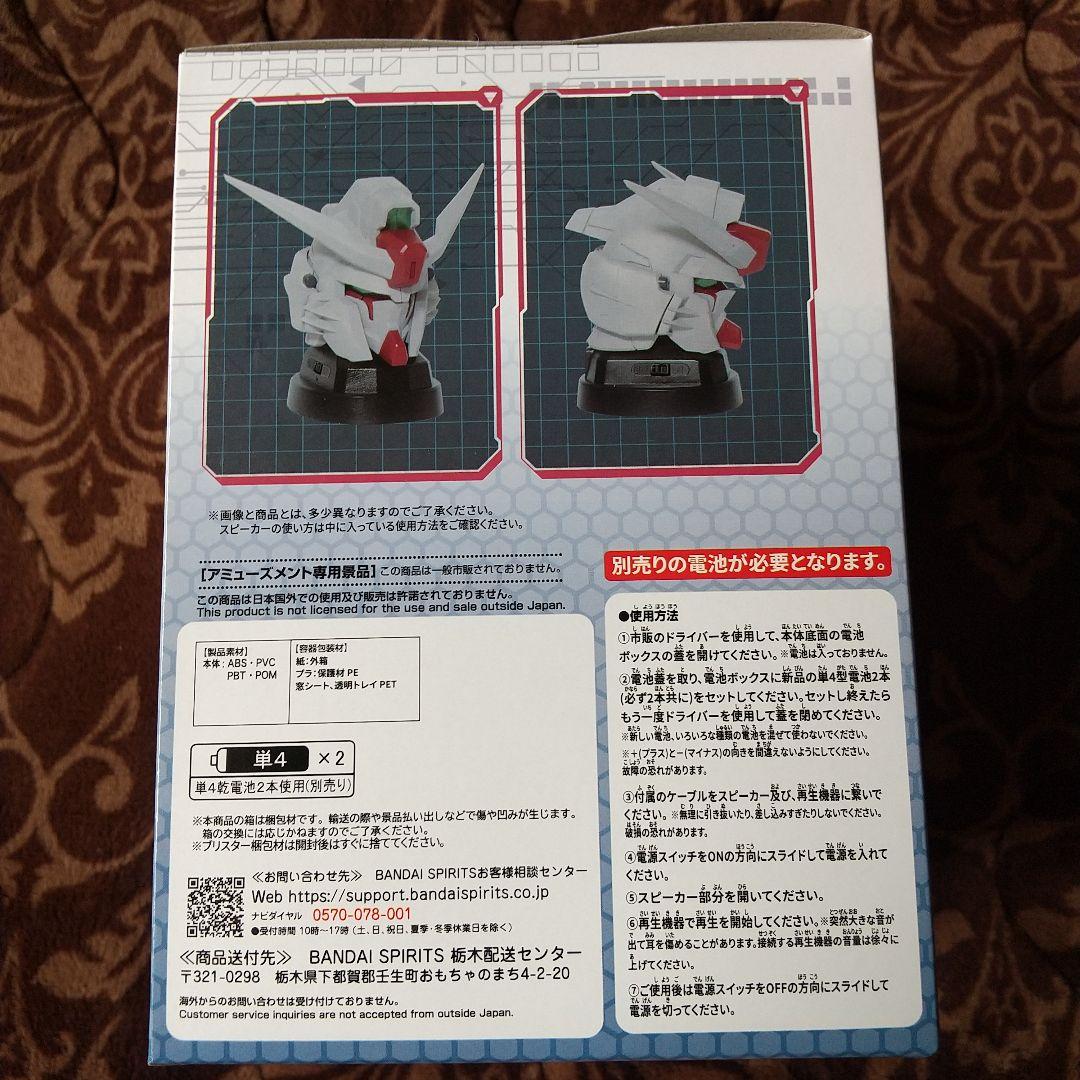 ※画像と商品とは、多少異なりますのでご了承ください。
スピーカーの使い方は中に入っている使用方法をご確認ください。
【アミューズメント専用景品】この商品は一般市販されておりません。
この商品は日本国外での使用及び販売は許諾されておりません。
This product is not licensed for the use and sale outside Japan.
【製品素材】
本体：ABS・PVC
PBT・POM
【容器包装材】
紙：外箱
プラ：保護材 PE
窓シート、透明トレイ PET
単4 ×2
単4乾電池2本使用(別売り)
※本商品の箱は梱包材です。輸送の際や景品払い出しなどで傷や凹みが生じます。
箱の交換には応じかねますのでご了承ください。
※ブリスター梱包材は開封後はすぐに捨ててください。
≪お問い合わせ先≫ BANDAI SPIRITSお客様相談センター
Web https://support.bandaispirits.co.jp
ナビダイヤル 0570-078-001
●受付時間 10時〜17時(土、日、祝日、夏季・冬季休業日を除く)
≪商品送付先≫ BANDAI SPIRITS 栃木配送センター
〒321-0298 栃木県下都賀郡壬生町おもちゃのまち4-2-20
海外からのお問い合わせは受け付けておりません。
Customer service inquiries are not accepted from outside Japan.
別売りの電池が必要となります。
●使用方法
①市販のドライバーを使用して、本体底面の電池
ボックスの蓋を開けてください。※電池は入っておりません。
②電池蓋を取り、電池ボックスに新品の単4型電池2本
(必ず2本共に)をセットしてください。セットし終えたら
もう一度ドライバーを使用して蓋を閉めてください。
※新しい電池、いろいろな種類の電池を混ぜて使わないでください。
※＋(プラス)と−(マイナス)の向きを間違えないようにしてください。
故障の恐れがあります。
③付属のケーブルをスピーカー及び、再生機器に繋いで
ください。※無理に引き抜いたり、差し込みすぎたりしないでください。
破損の恐れがあります。
④電源スイッチをONの方向にスライドして電源を入れて
ください。
⑤スピーカー部分を開いてください。
⑥再生機器で再生を開始してください。※突然大きな音が
出て耳を傷めることがあります。接続する再生機器の音量は徐々に
上げてください。
⑦ご使用後は電源スイッチをOFFの方向にスライドして
電源を切ってください。